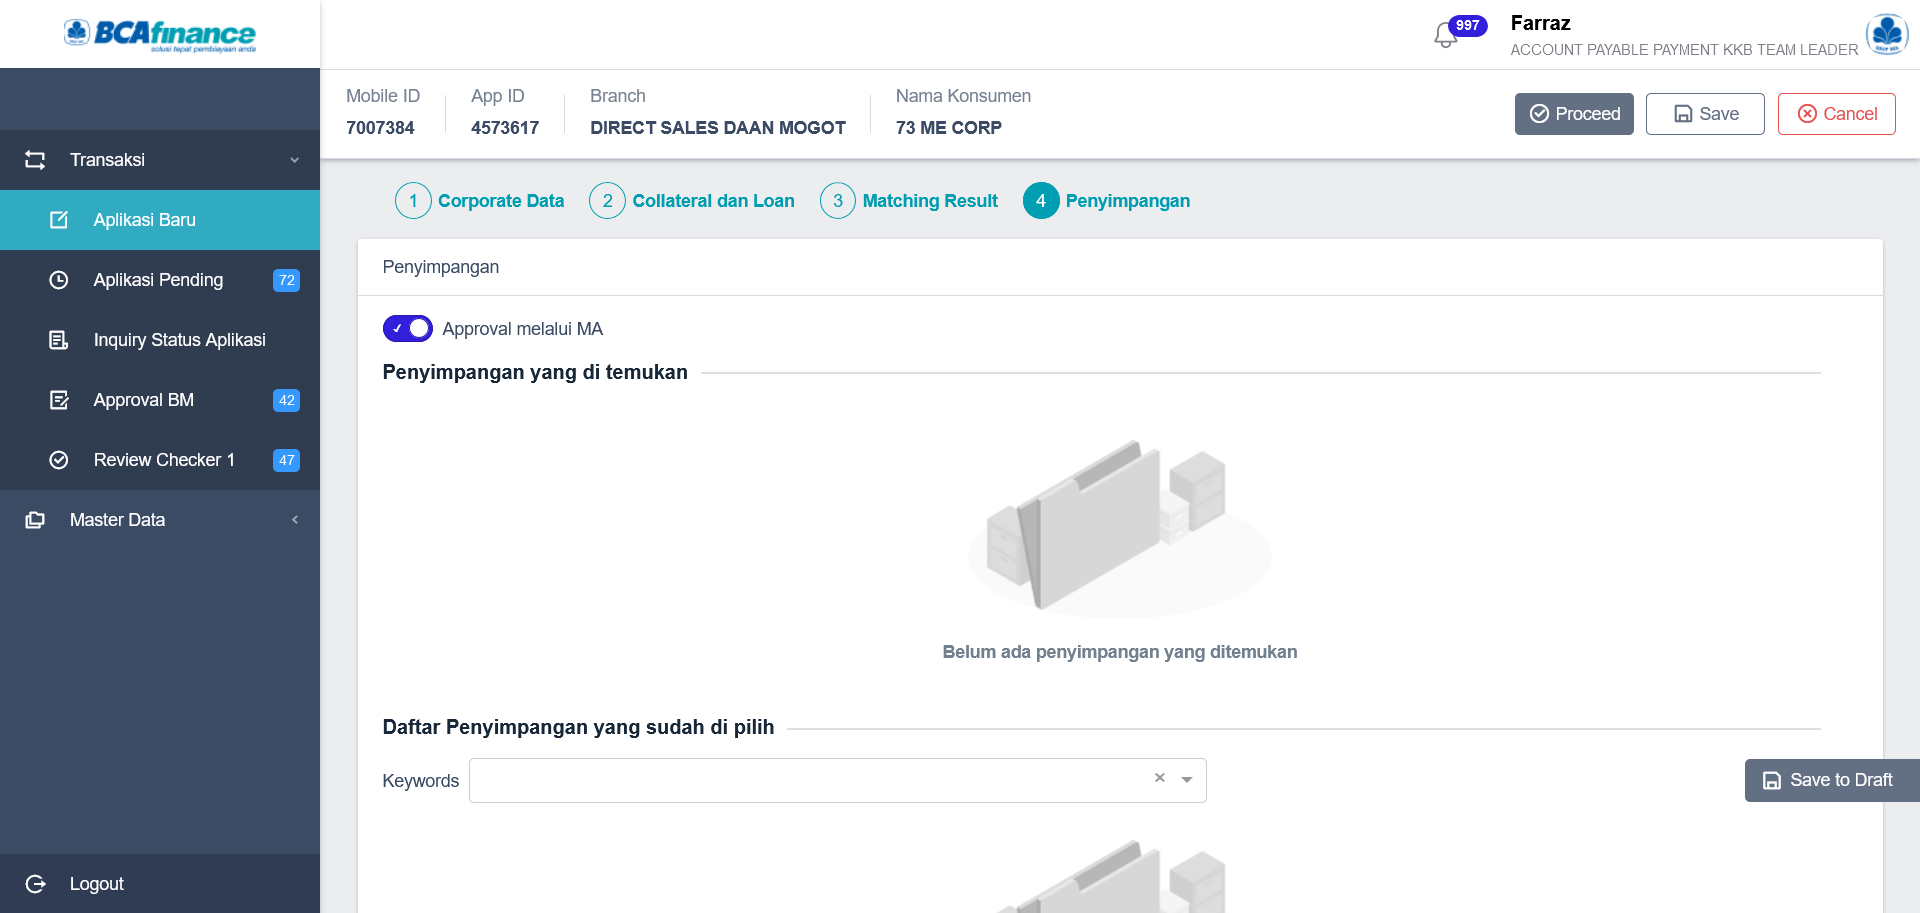 BCAfinance
solusi tepat pembiayaan anda
997
Farraz
ACCOUNT PAYABLE PAYMENT KKB TEAM LEADER
Mobile ID
7007384
App ID
4573617
Branch
DIRECT SALES DAAN MOGOT
Nama Konsumen
73 ME CORP
Proceed
Save
Cancel
Transaksi
Aplikasi Baru
Aplikasi Pending 72
Inquiry Status Aplikasi
Approval BM 42
Review Checker 1 47
Master Data
Logout
1 Corporate Data
2 Collateral dan Loan
3 Matching Result
4 Penyimpangan
Penyimpangan
Approval melalui MA
Penyimpangan yang di temukan
Belum ada penyimpangan yang ditemukan
Daftar Penyimpangan yang sudah di pilih
Keywords
Save to Draft